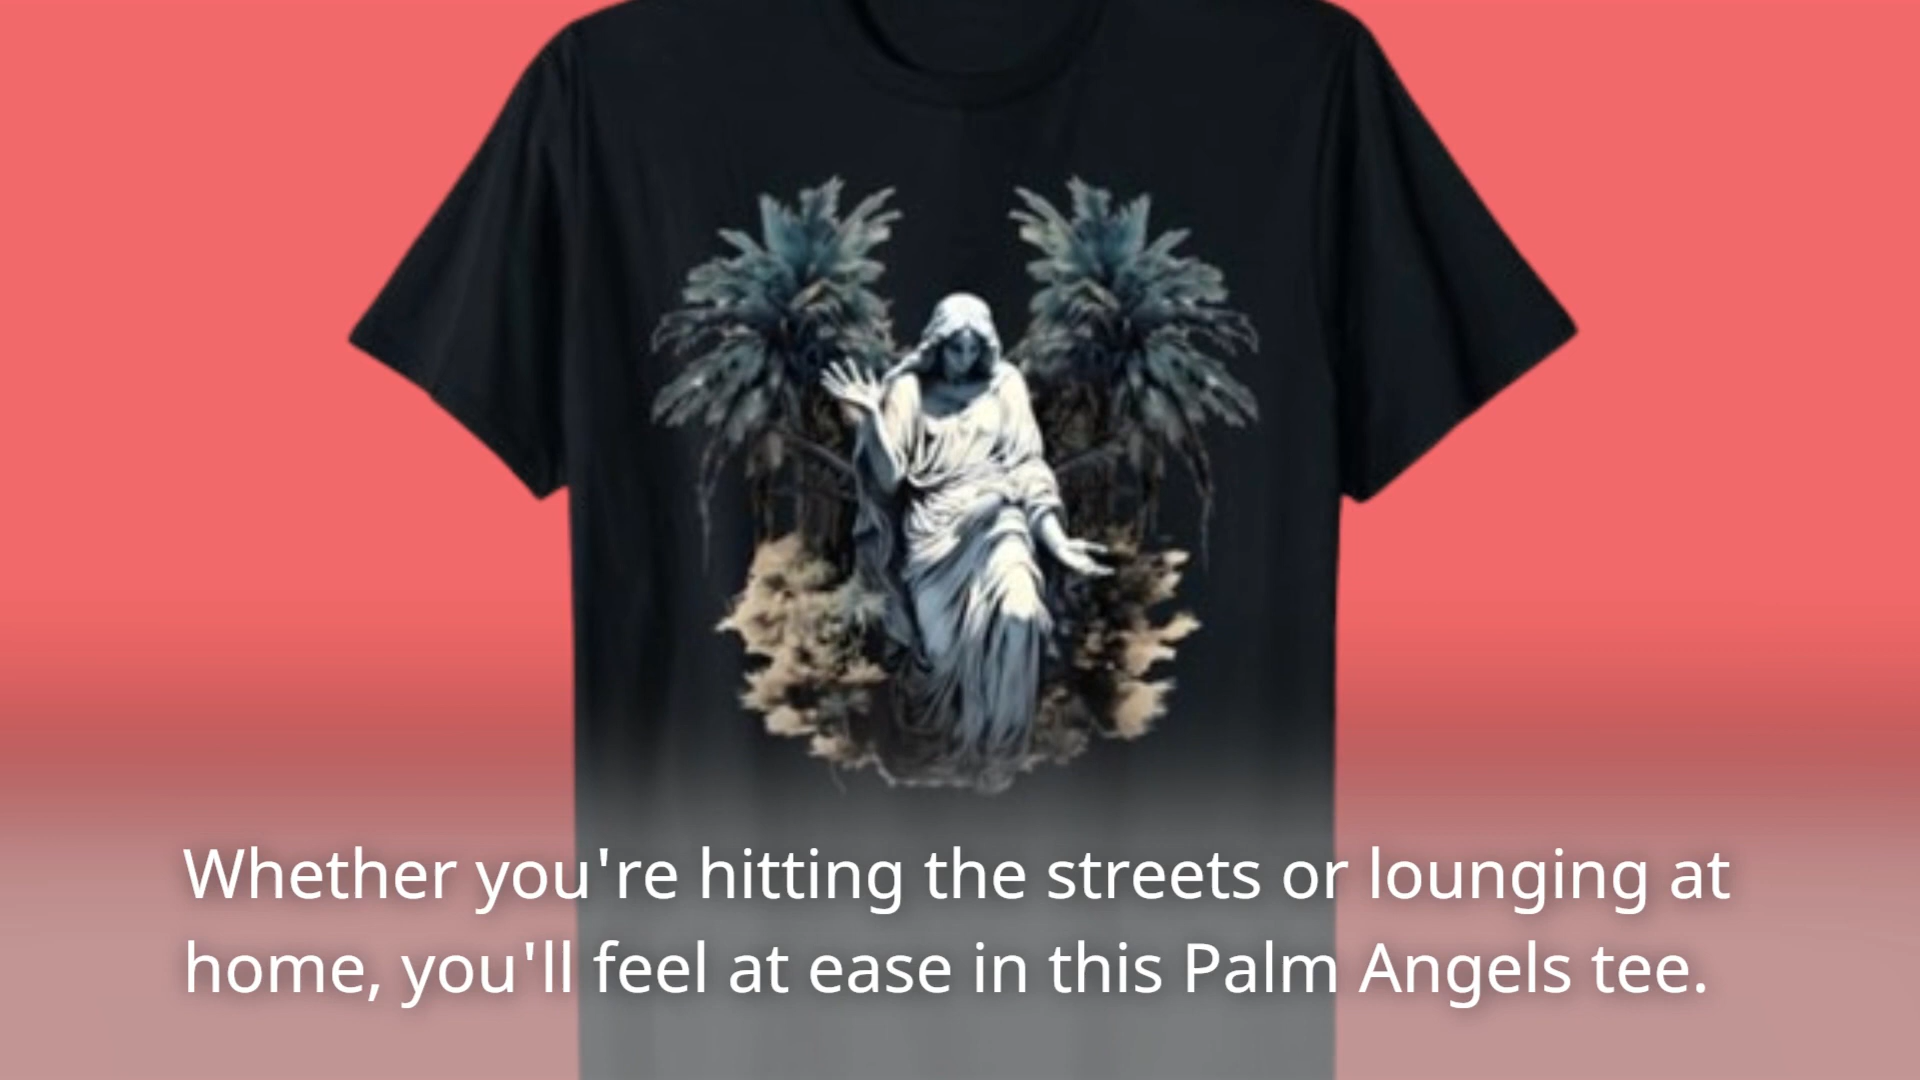 Whether you're hitting the streets or lounging at
home, you'll feel at ease in this Palm Angels tee.